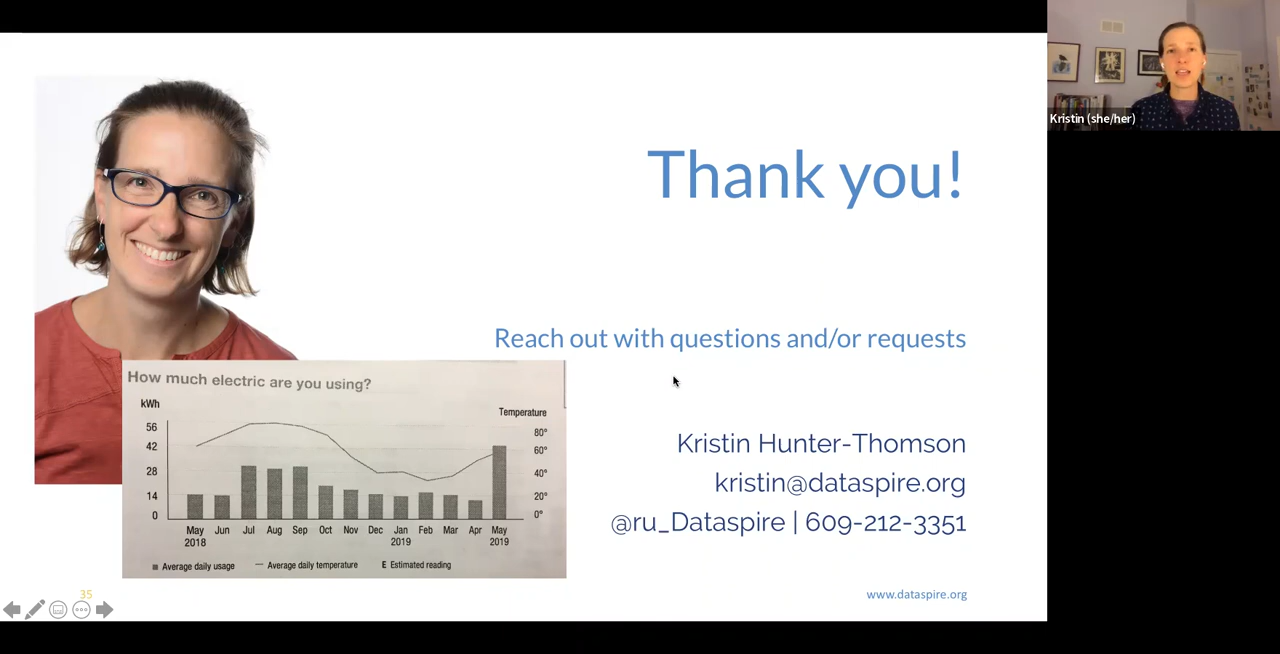 Kristin (she/her)
Thank you!
Reach out with questions and/or requests
How much electric are you using?
kWh
Temperature
56
42
28
14
0
80°
60°
40°
20°
0°
May Jun Jul Aug Sep Oct Nov Dec Jan Feb Mar Apr May
2018 2019 2019
Average daily usage Average daily temperature E Estimated reading
Kristin Hunter-Thomson
kristin@dataspire.org
@ru_Dataspire | 609-212-3351
www.dataspire.org
35